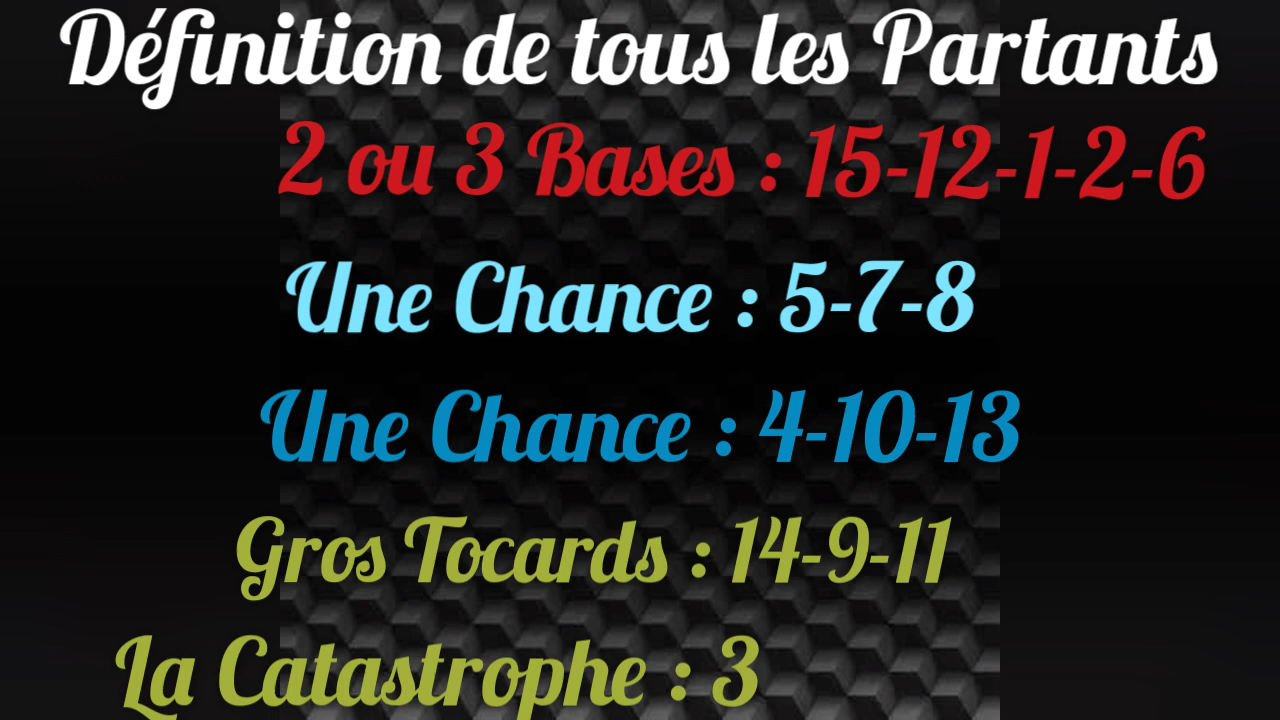 Définition de tous les Partants
2 ou 3 Bases : 15-12-1-2-6
Une Chance : 5-7-8
Une Chance : 4-10-13
Gros Tocards : 14-9-11
La Catastrophe : 3